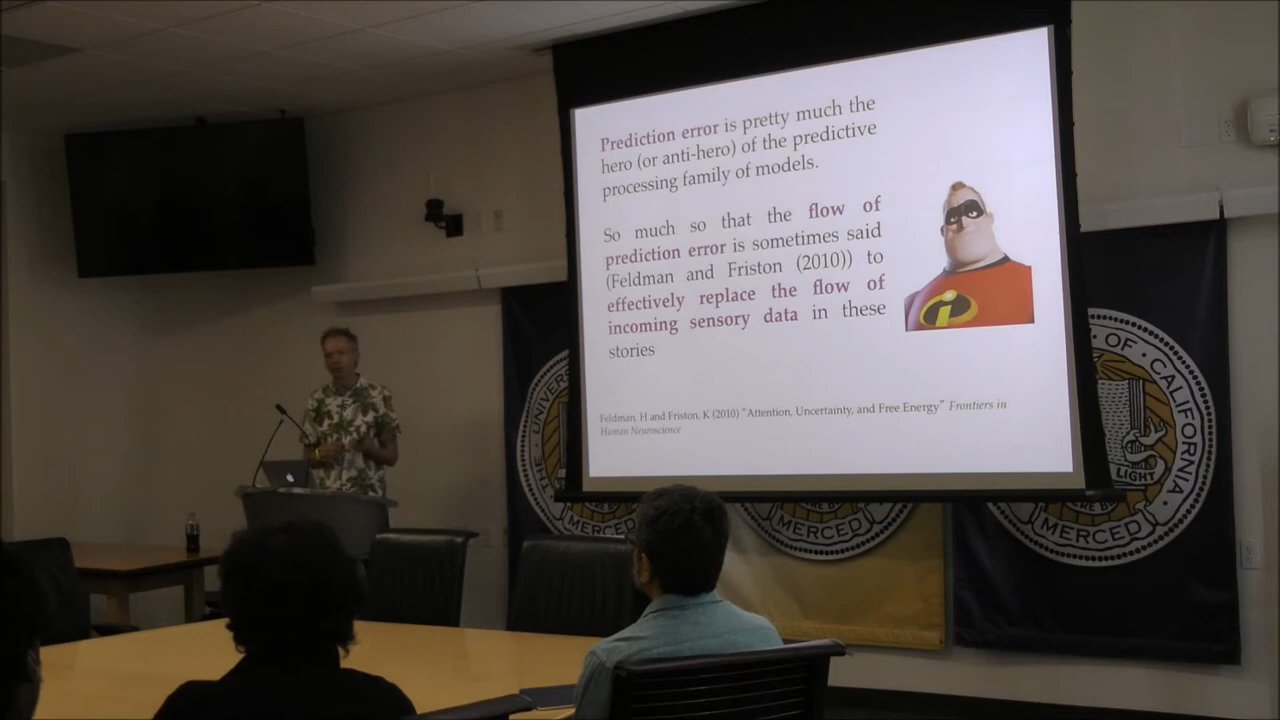 Prediction error is pretty much the
hero (or anti-hero) of the predictive
processing family of models.
So much so that the flow of
prediction error is sometimes said
(Feldman and Friston (2010)) to
effectively replace the flow of
incoming sensory data in these
stories
Feldman, H and Friston, K (2010) "Attention, Uncertainty, and Free Energy" Frontiers in
Human Neuroscience
THE UNIVER
MERCED
MERCED
OF CALIFORNIA
LIGHT
MERCED